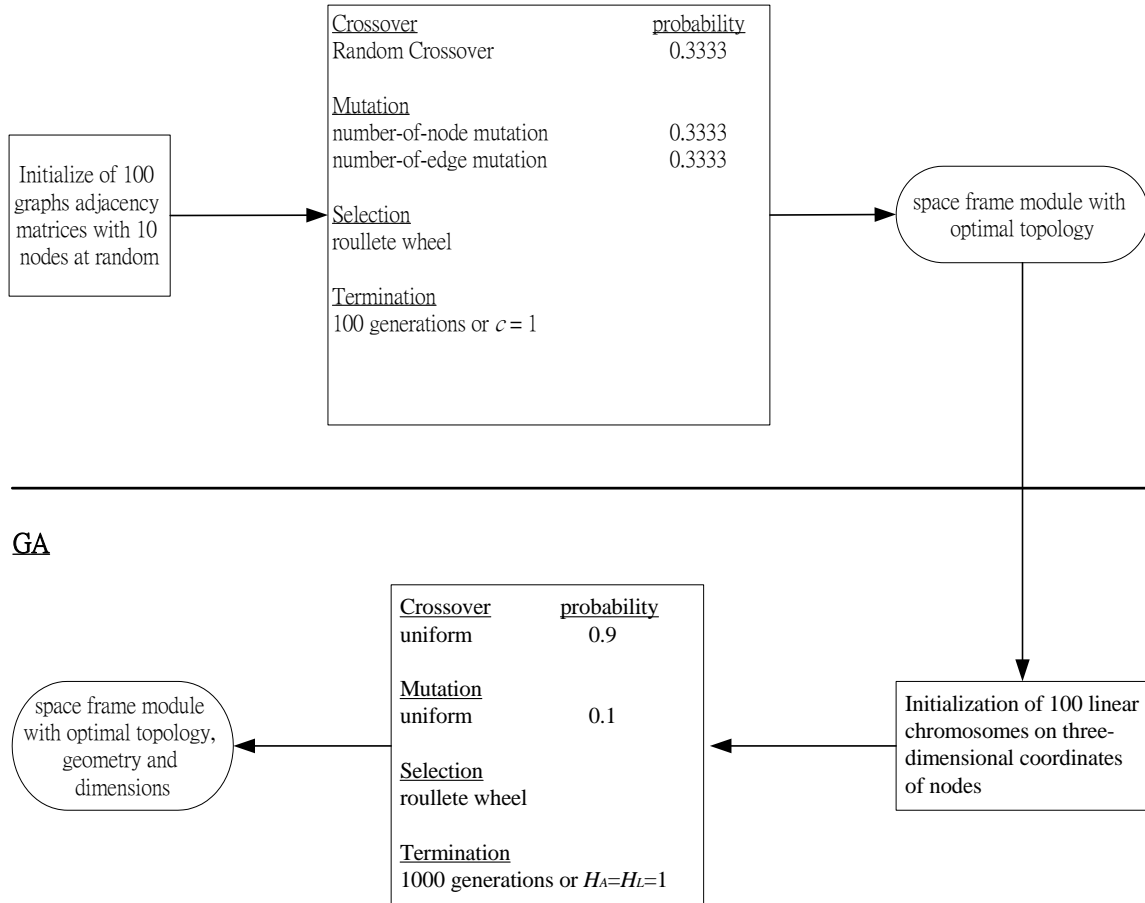 Initialize of 100
graphs adjacency
matrices with 10
nodes at random
Crossover probability
Random Crossover 0.3333
Mutation
number-of-node mutation 0.3333
number-of-edge mutation 0.3333
Selection
roullete wheel
Termination
100 generations or c = 1
space frame module with
optimal topology
GA
space frame module
with optimal topology,
geometry and
dimensions
Crossover probability
uniform 0.9
Mutation
uniform 0.1
Selection
roullete wheel
Termination
1000 generations or HA=HL=1
Initialization of 100 linear
chromosomes on three-
dimensional coordinates
of nodes